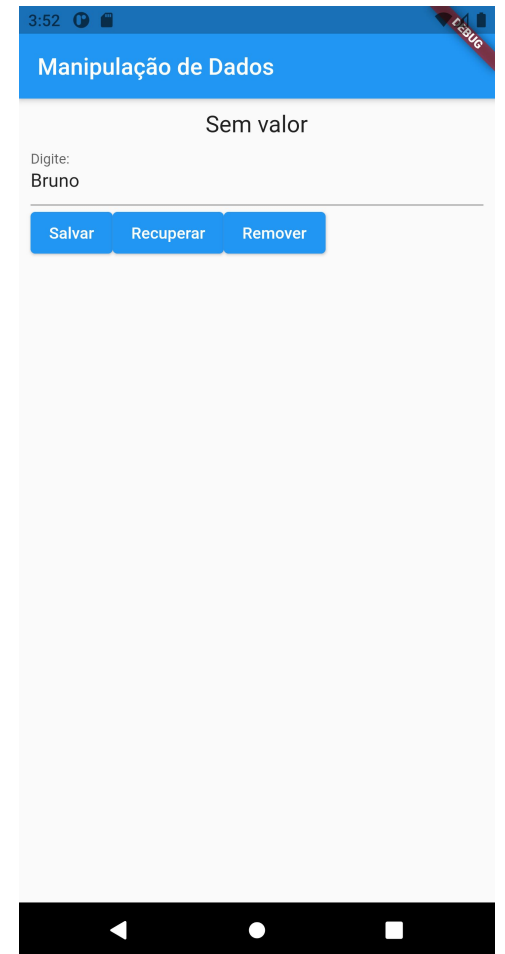 3:52
DEBUG
Manipulação de Dados
Sem valor
Digite:
Bruno
Salvar Recuperar Remover